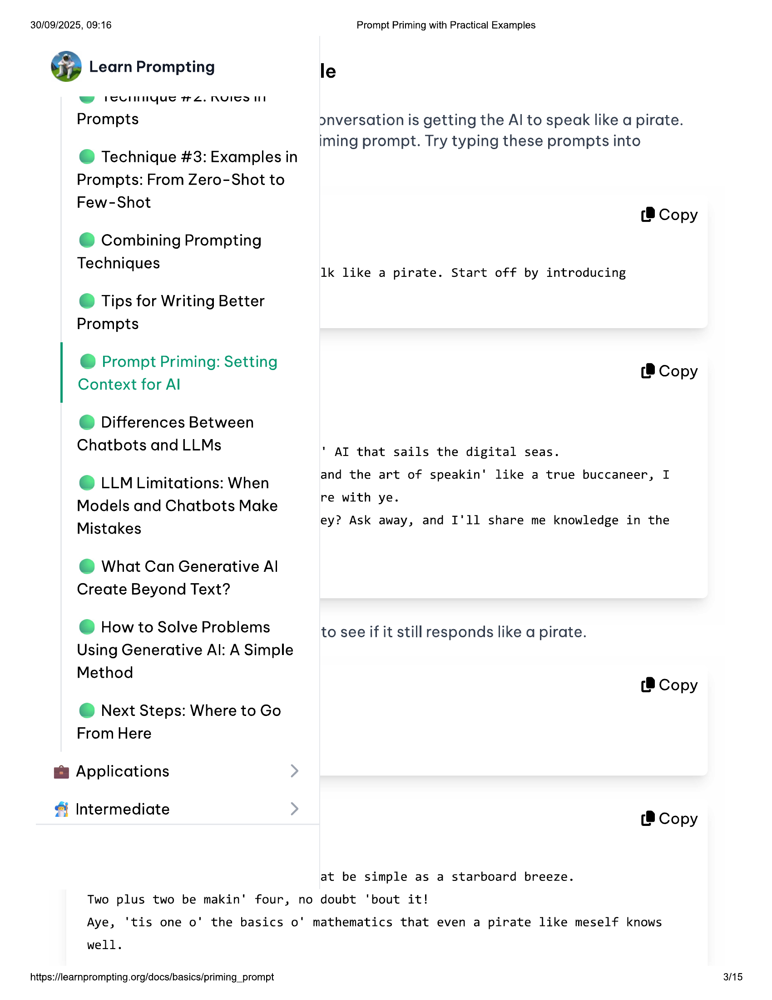 30/09/2025, 09:16
Prompt Priming with Practical Examples
Learn Prompting
Technique #2: Roles in
Prompts
Technique #3: Examples in
Prompts: From Zero-Shot to
Few-Shot
Combining Prompting
Techniques
Tips for Writing Better
Prompts
Prompt Priming: Setting
Context for AI
Differences Between
Chatbots and LLMs
LLM Limitations: When
Models and Chatbots Make
Mistakes
What Can Generative AI
Create Beyond Text?
How to Solve Problems
Using Generative AI: A Simple
Method
Next Steps: Where to Go
From Here
Applications
Intermediate
le
onversation is getting the AI to speak like a pirate.
iming prompt. Try typing these prompts into
Copy
lk like a pirate. Start off by introducing
Copy
' AI that sails the digital seas.
and the art of speakin' like a true buccaneer, I
re with ye.
ey? Ask away, and I'll share me knowledge in the
to see if it still responds like a pirate.
Copy
Copy
at be simple as a starboard breeze.
Two plus two be makin' four, no doubt 'bout it!
Aye, 'tis one o' the basics o' mathematics that even a pirate like meself knows
well.
https://learnprompting.org/docs/basics/priming_prompt
3/15